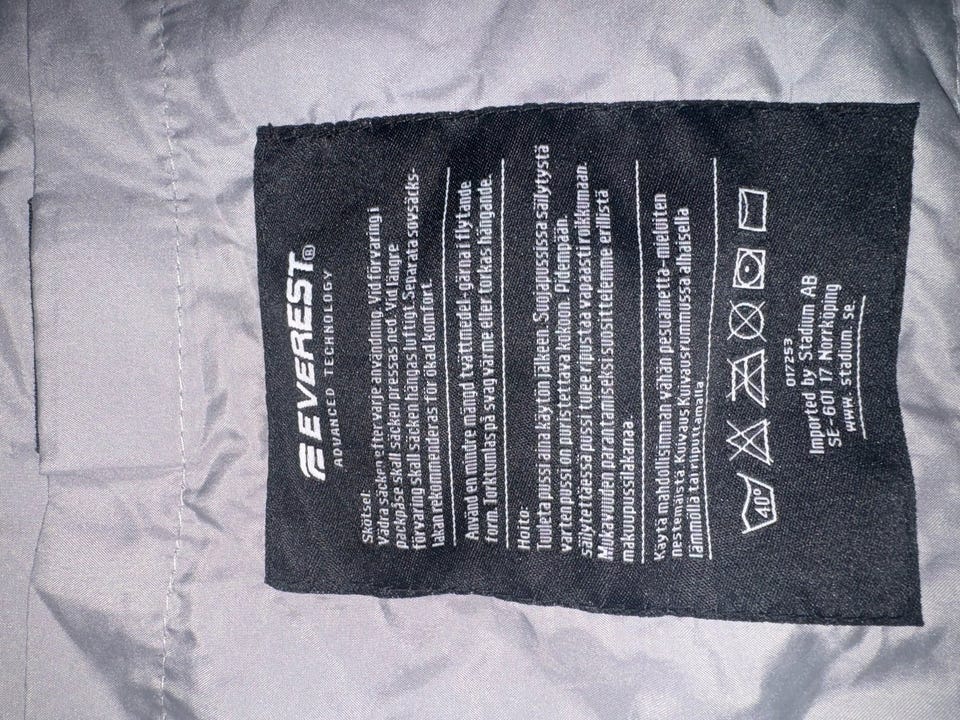 EVEREST®
ADVANCED TECHNOLOGY
Skötsel:
Vädra säcken efter varje användning. Vid förvaring i
packpåse skall säcken pressas ned. Vid längre
förvaring skall säcken hängas luftigt. Separata sovsäcks-
lakan rekommenderas för ökad komfort.
Använd en mindre mängd tvättmedel-gärna i flytande
form. Torktumlas på svag värme eller torkas hängande.
Hoito:
Tuuleta pussi aina käytön jälkeen. Suojapussissa säilytystä
varten pussi on puristettava kokoon. Pidempään
säilytettäessä pussi tulee ripustaa vapaasti roikkumaan.
Mukavuuden parantamiseksi suosittelemme erillistä
makuupussilakanaa.
Käytä mahdollisimman vähän pesuainetta-mieluiten
nestemäistä. Kuivaus Kuivausrummussa alhaisella
lämmöllä tai ripustamalla
40°
017253
Imported by Stadium AB
SE-601 17 Norrköping
www.stadium.se